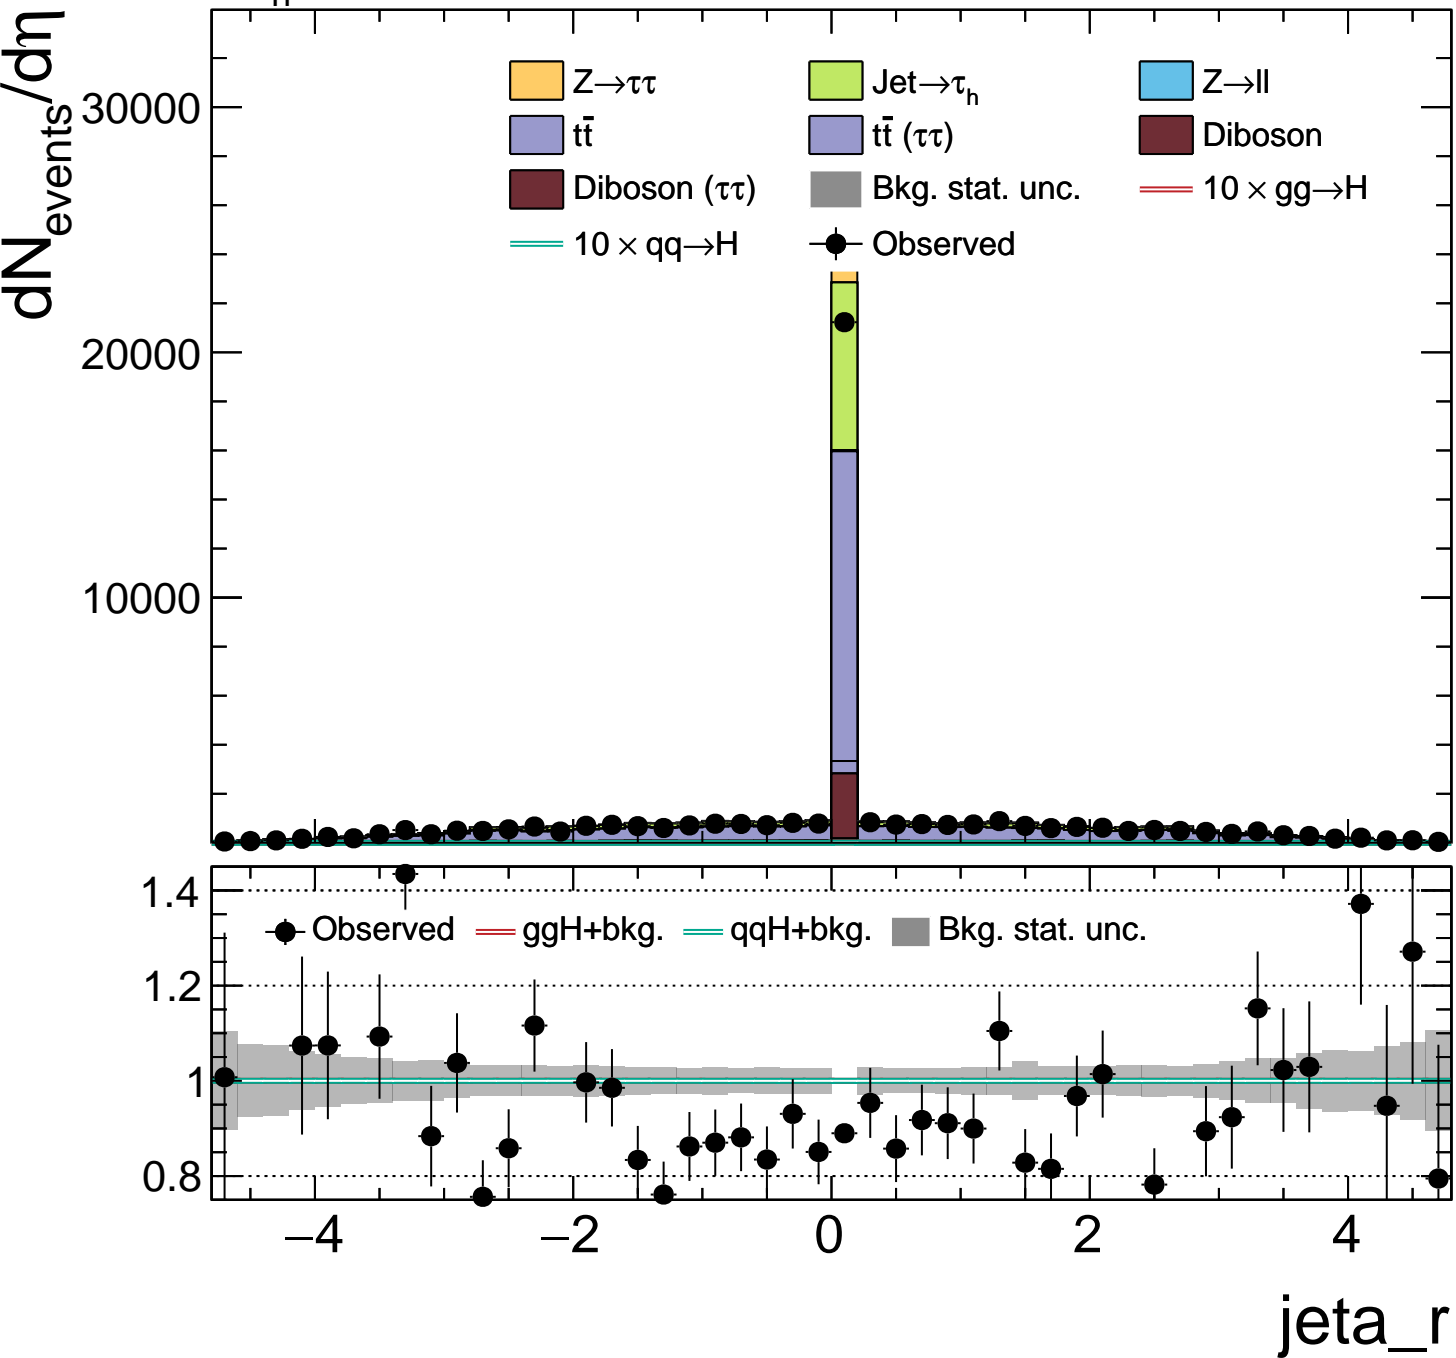 dN_events/dη
30000
20000
10000
Z→ττ Jet→τ_h Z→ll
tt̄ tt̄ (ττ) Diboson
Diboson (ττ) Bkg. stat. unc. 10 × gg→H
10 × qq→H Observed
1.4
1.2
1
0.8
Observed ggH+bkg. qqH+bkg. Bkg. stat. unc.
−4 −2 0 2 4
jeta_r